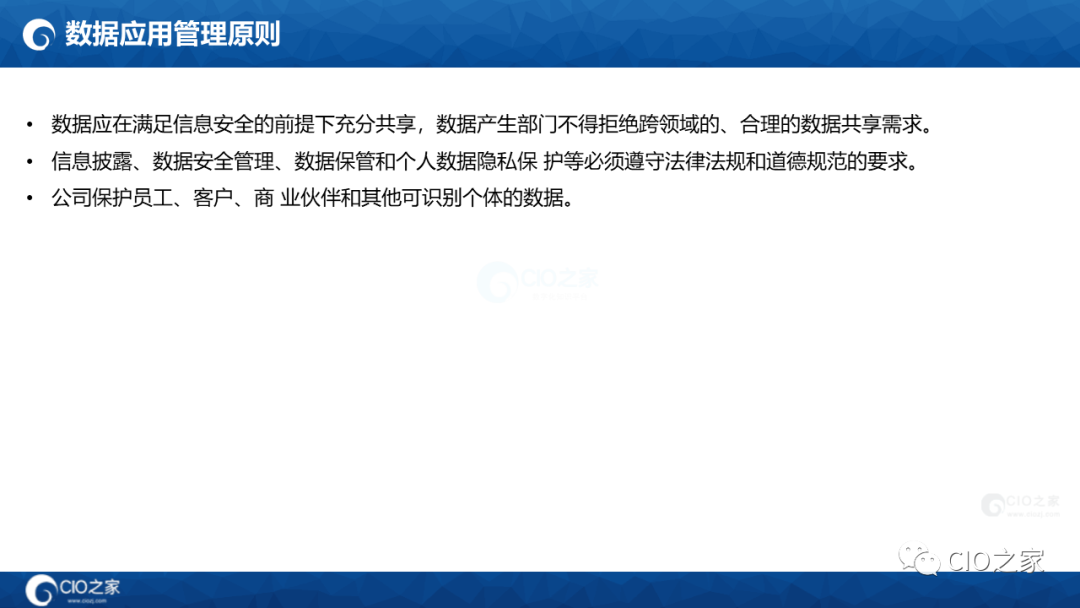 数据应用管理原则
• 数据应在满足信息安全的前提下充分共享，数据产生部门不得拒绝跨领域的、合理的数据共享需求。
• 信息披露、数据安全管理、数据保管和个人数据隐私保 护等必须遵守法律法规和道德规范的要求。
• 公司保护员工、客户、商 业伙伴和其他可识别个体的数据。
CIO之家
CIO之家
www.ciozj.com
CIO之家
CIO之家
www.ciozj.com